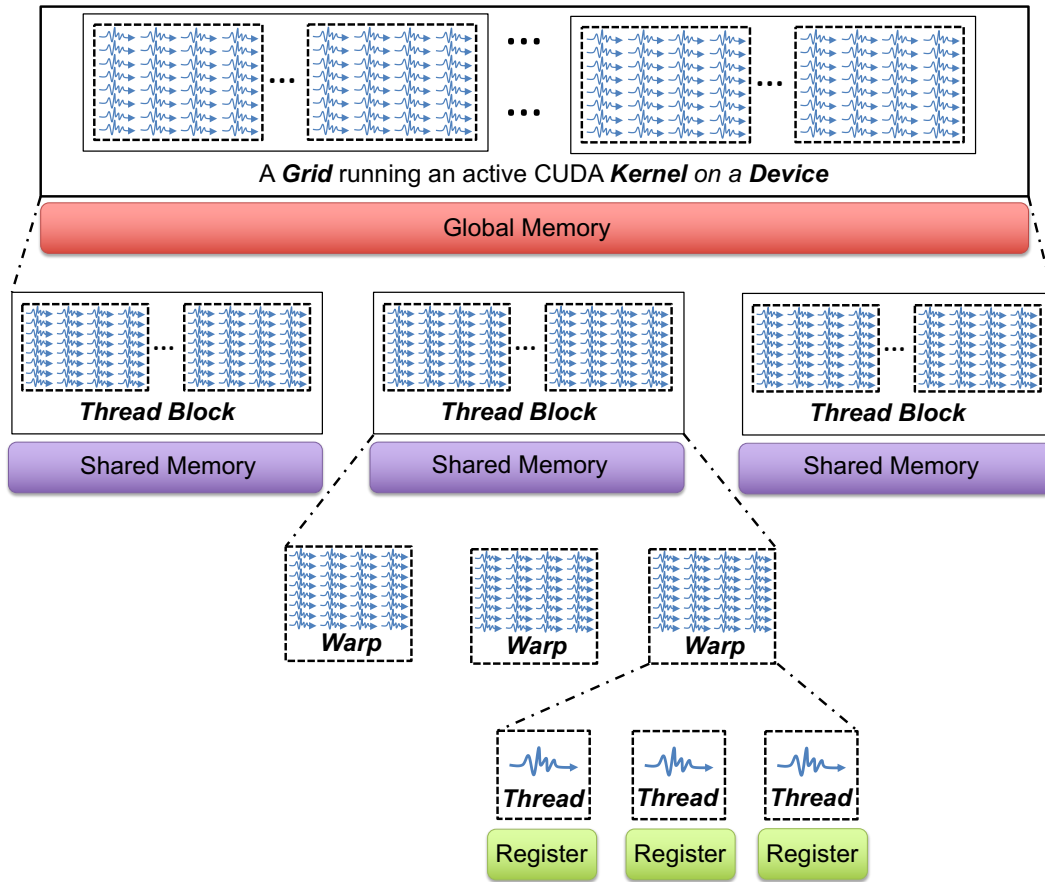 A Grid running an active CUDA Kernel on a Device
Global Memory
Thread Block
Thread Block
Thread Block
Shared Memory
Shared Memory
Shared Memory
Warp
Warp
Warp
Thread
Thread
Thread
Register
Register
Register